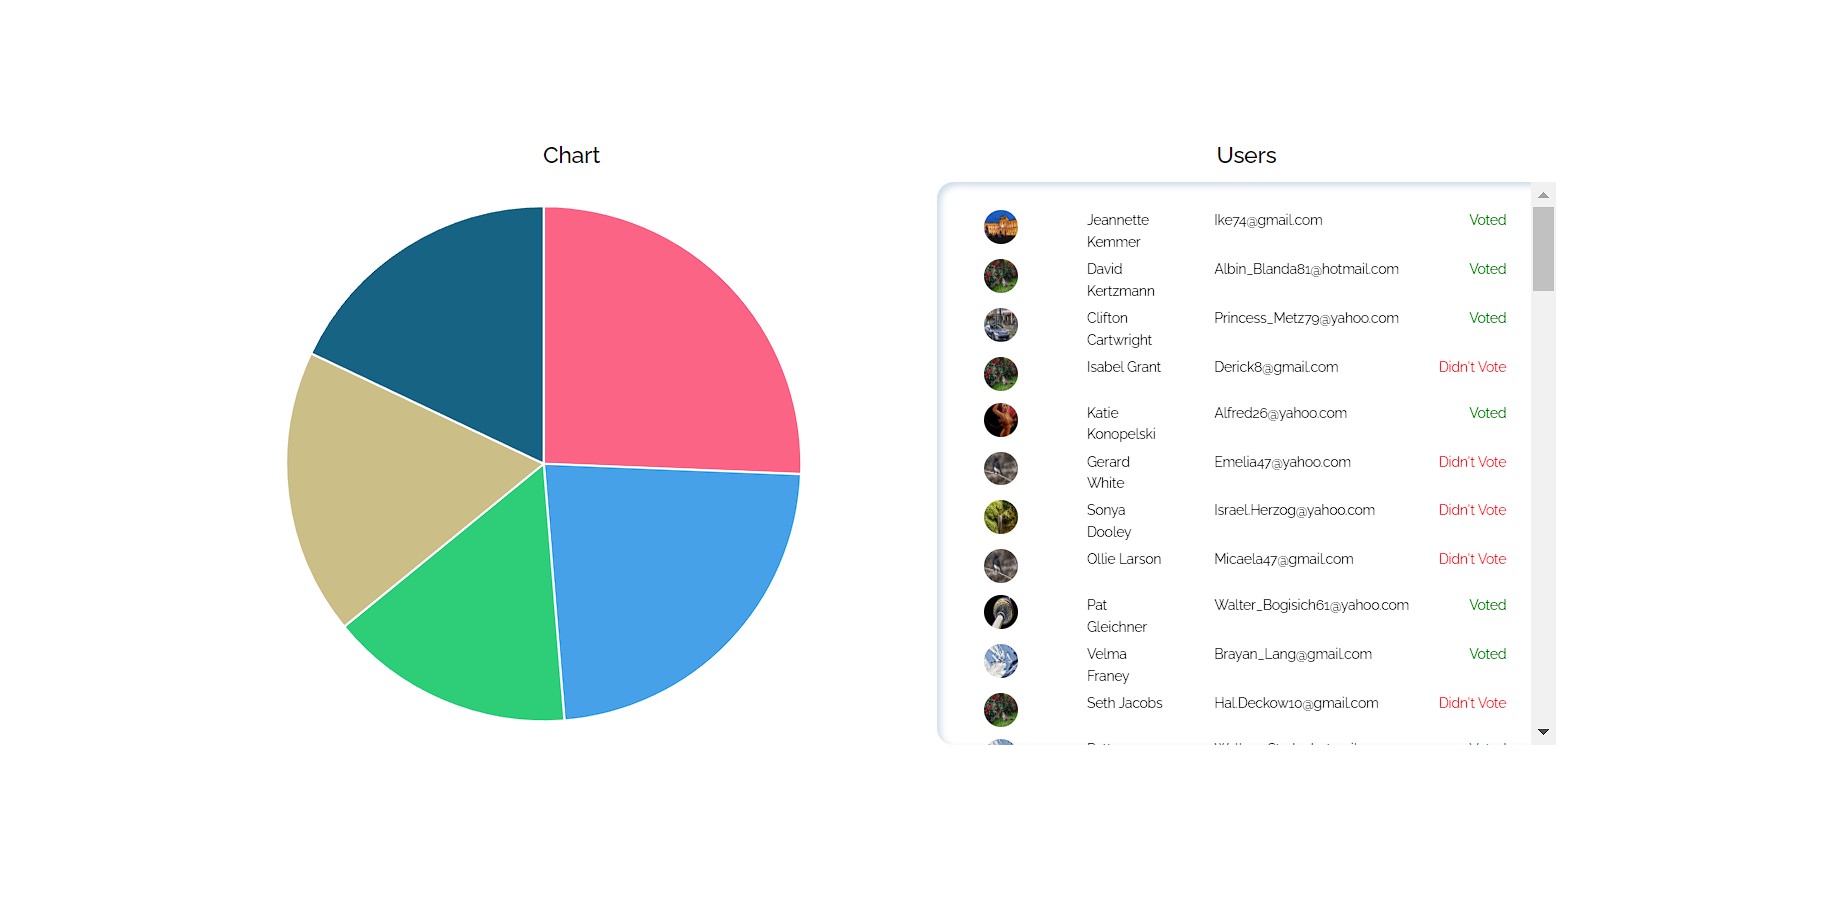 Chart
Users
Jeannette Ike74@gmail.com Voted
Kemmer
David Albin_Blanda81@hotmail.com Voted
Kertzmann
Clifton Princess_Metz79@yahoo.com Voted
Cartwright
Isabel Grant Derick8@gmail.com Didn't Vote
Katie Alfred26@yahoo.com Voted
Konopelski
Gerard Emelia47@yahoo.com Didn't Vote
White
Sonya Israel.Herzog@yahoo.com Didn't Vote
Dooley
Ollie Larson Micaela47@gmail.com Didn't Vote
Pat Walter_Bogisich61@yahoo.com Voted
Gleichner
Velma Brayan_Lang@gmail.com Voted
Franey
Seth Jacobs Hal.Deckow10@gmail.com Didn't Vote